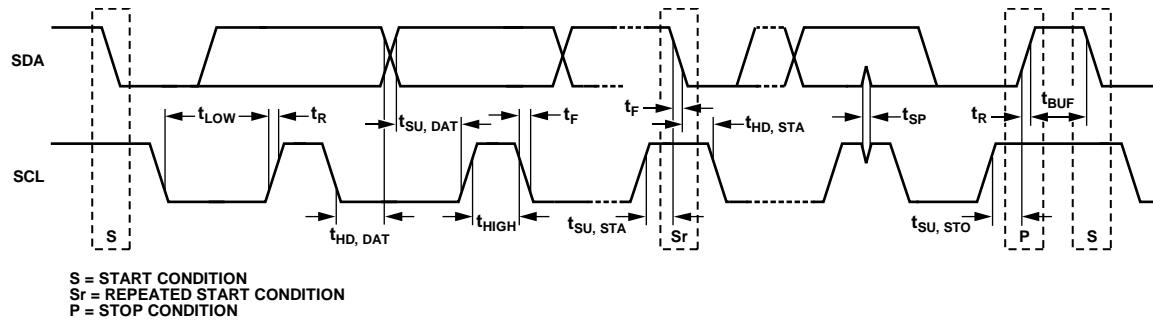 SDA
tLOW
tR
tSU, DAT
tF
tF
tHD, STA
tSP
tR
tBUF
SCL
S
tHD, DAT
tHIGH
tSU, STA
Sr
tSU, STO
P
S
S = START CONDITION
Sr = REPEATED START CONDITION
P = STOP CONDITION